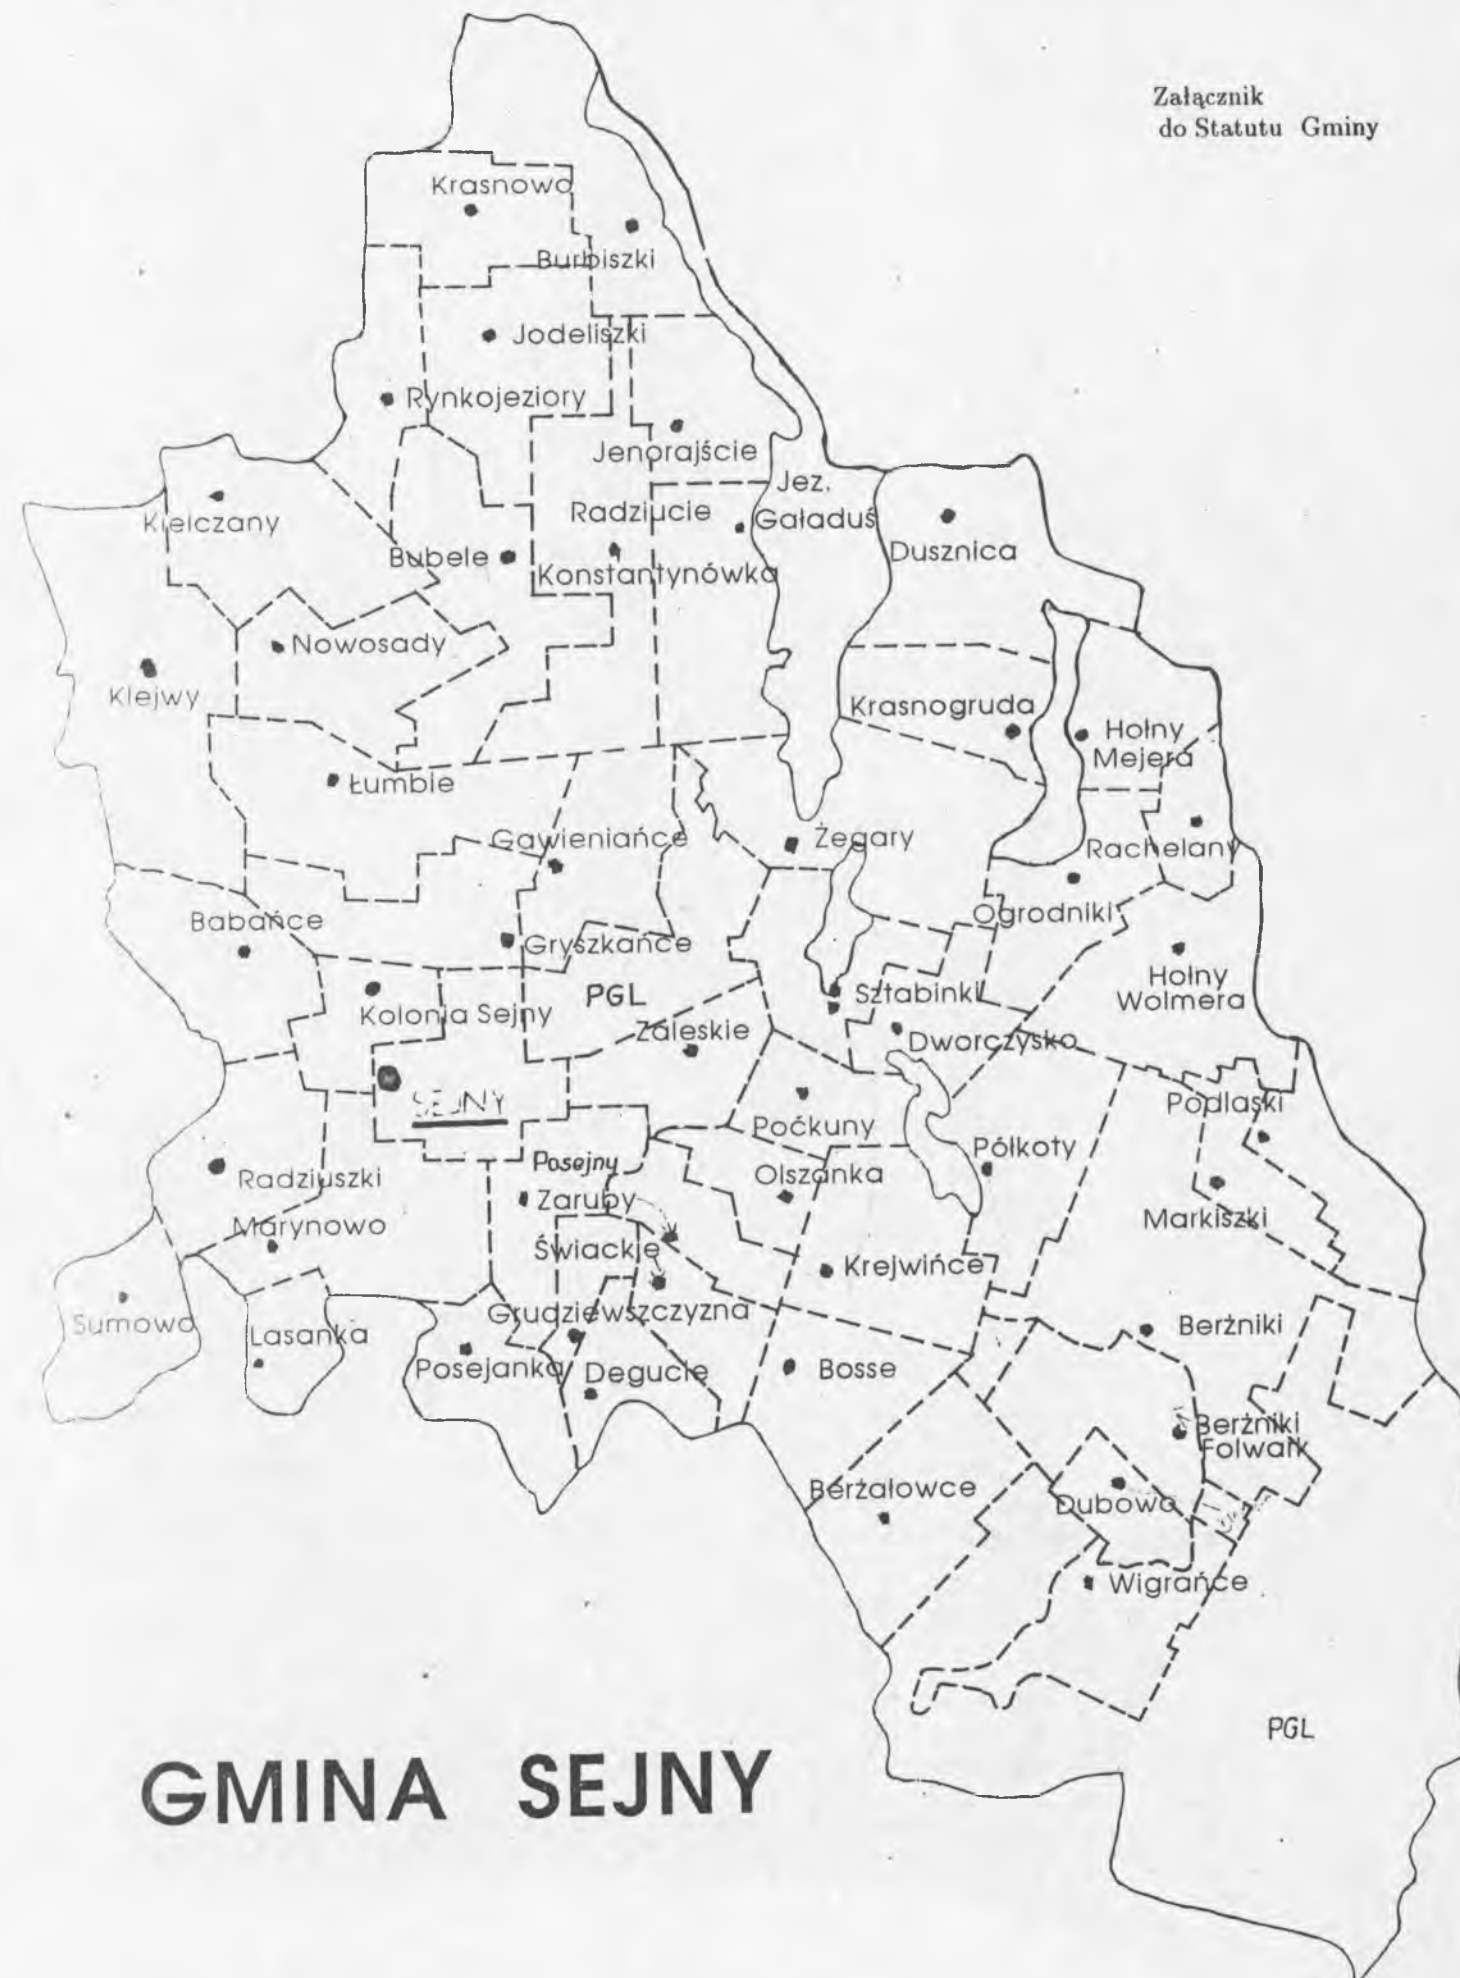 Załącznik
do Statutu Gminy
Krasnowo
Burbiszki
Jodeliszki
Rynkojeziory
Jenorajście
Jez.
Gaładuś
Radziucie
Kielczany
Dusznica
Bubele
Konstantynówka
Nowosady
Klejwy
Krasnogruda
Hołny
Mejera
Łumbie
Gawieniańce
Żegary
Rachelany
Babańce
Ogrodniki
Gryszkańce
Hołny
Wolmera
PGL
Sztabinki
Kolonia Sejny
Zaleskie
Dworczysko
SEJNY
Podlaski
Poćkuny
Półkoty
Posejny
Olszanka
Radziuszki
Zaruby
Markiszki
Marynowo
Świackie
Krejwińce
Grudziewszczyzna
Sumowo
Lasanka
Berżniki
Posejanka
Degucie
Bosse
Berżniki
Folwark
Berżałowce
Dubowo
Wigrańce
PGL
GMINA SEJNY